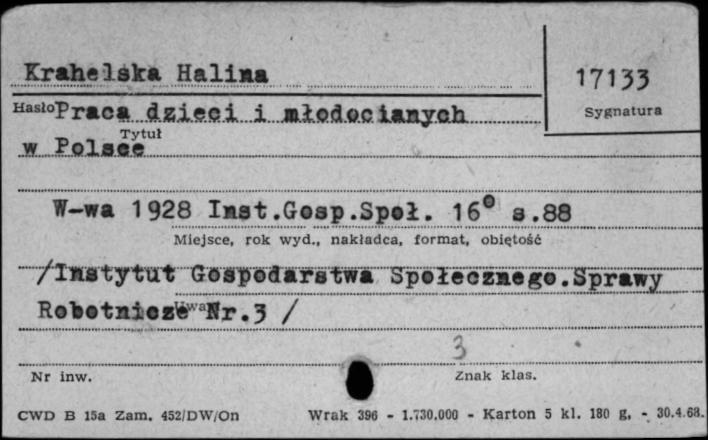 Krahelska Halina
17133
Hasło
Sygnatura
Praca dzieci i młodocianych
Tytuł
w Polsce
W-wa 1928 Inst.Gosp.Społ. 16° s.88
Miejsce, rok wyd., nakładca, format, objętość
/Instytut Gospodarstwa Społecznego.Sprawy
Robotnicze Nr.3 /
Uwagi
3
Nr inw.
Znak klas.
CWD B 15a Zam. 452/DW/On Wrak 396 - 1.730.000 - Karton 5 kl. 180 g. - 30.4.68.